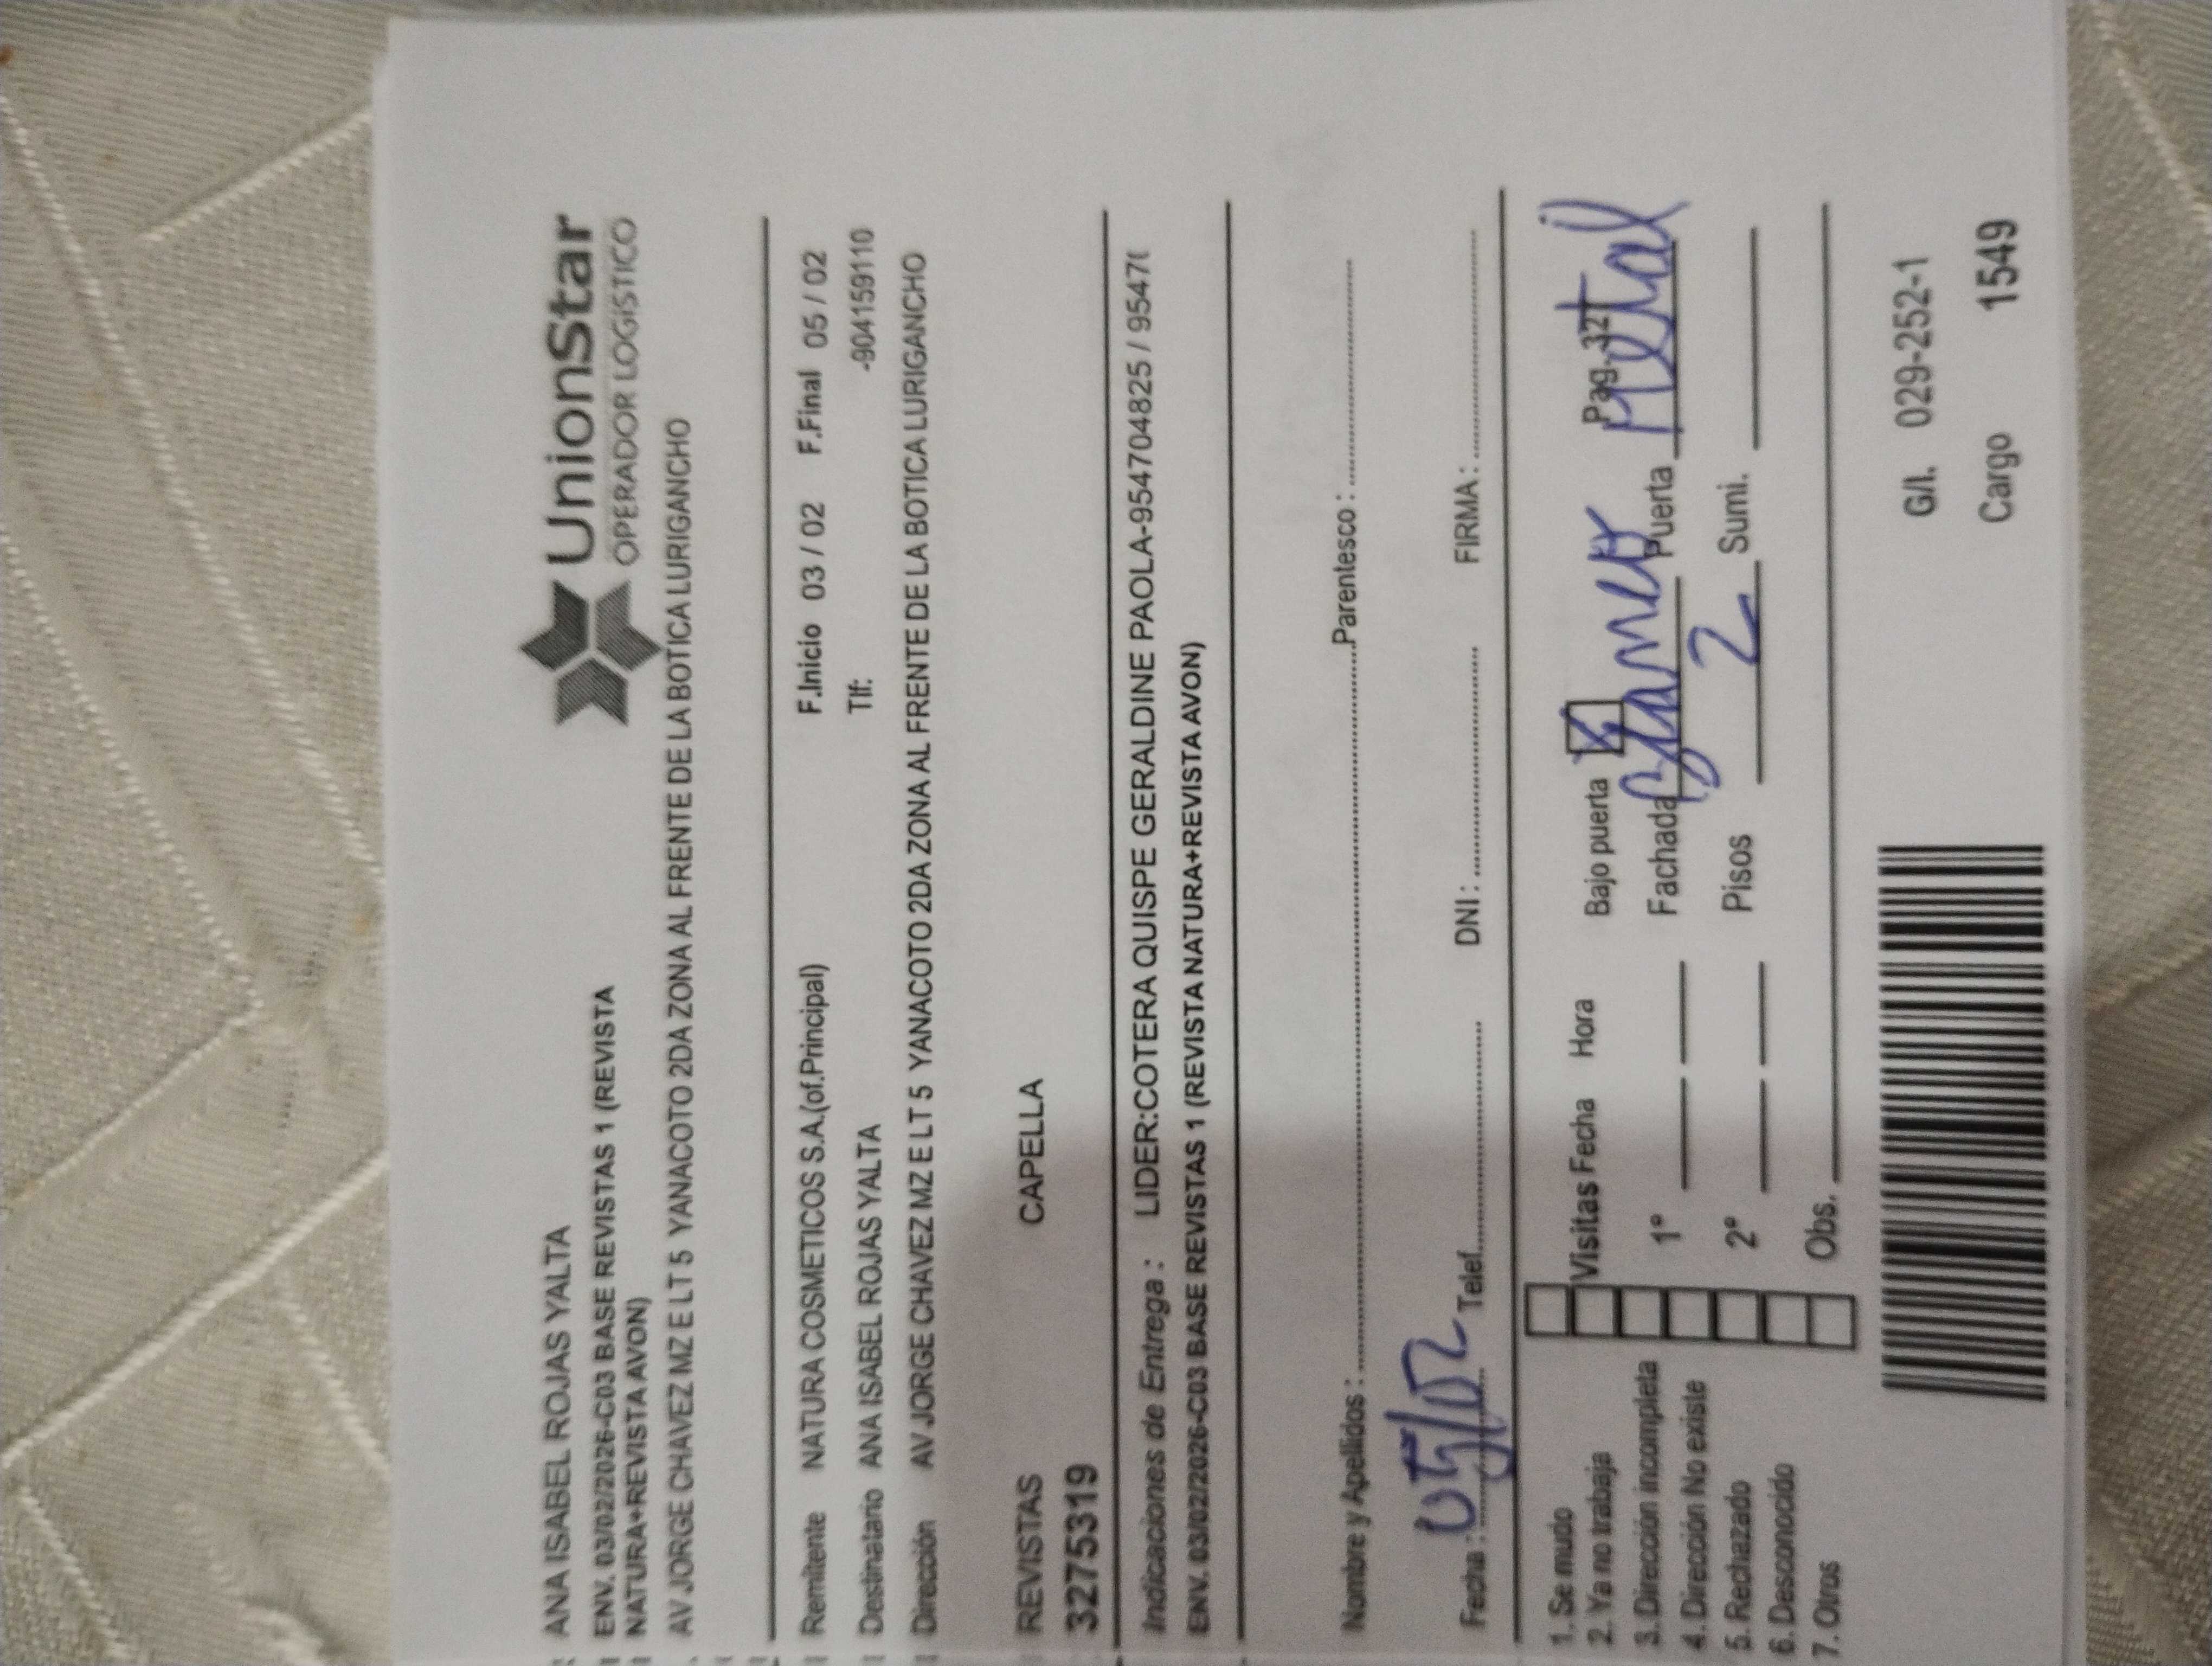 UnionStar
OPERADOR LOGÍSTICO
ANA ISABEL ROJAS YALTA
ENV. 03/02/2026-C03 BASE REVISTAS 1 (REVISTA
NATURA+REVISTA AVON)
AV JORGE CHAVEZ MZ E LT 5 YANACOTO 2DA ZONA AL FRENTE DE LA BOTICA LURIGANCHO
Remitente NATURA COSMETICOS S.A.(of.Principal) F.Inicio 03 / 02 F.Final 05 / 02
Destinatario ANA ISABEL ROJAS YALTA Tlf: -904159110
Dirección AV JORGE CHAVEZ MZ E LT 5 YANACOTO 2DA ZONA AL FRENTE DE LA BOTICA LURIGANCHO
REVISTAS CAPELLA
32753319
Indicaciones de Entrega : LIDER:COTERA QUISPE GERALDINE PAOLA-954704825 / 95470
ENV. 03/02/2026-C03 BASE REVISTAS 1 (REVISTA NATURA+REVISTA AVON)
Nombre y Apellidos : Parentesco :
Fecha : 05/02 Telef. DNI : FIRMA :
1. Se mudo Visitas Fecha Hora Bajo puerta Pag-327
2. Ya no trabaja
3. Dirección incompleta 1º Fachada Blanco Puerta Metal
4. Dirección No existe
5. Rechazado 2º Pisos 2 Sumi.
6. Desconocido
7. Otros Obs.
G/I. 029-252-1
Cargo 1549